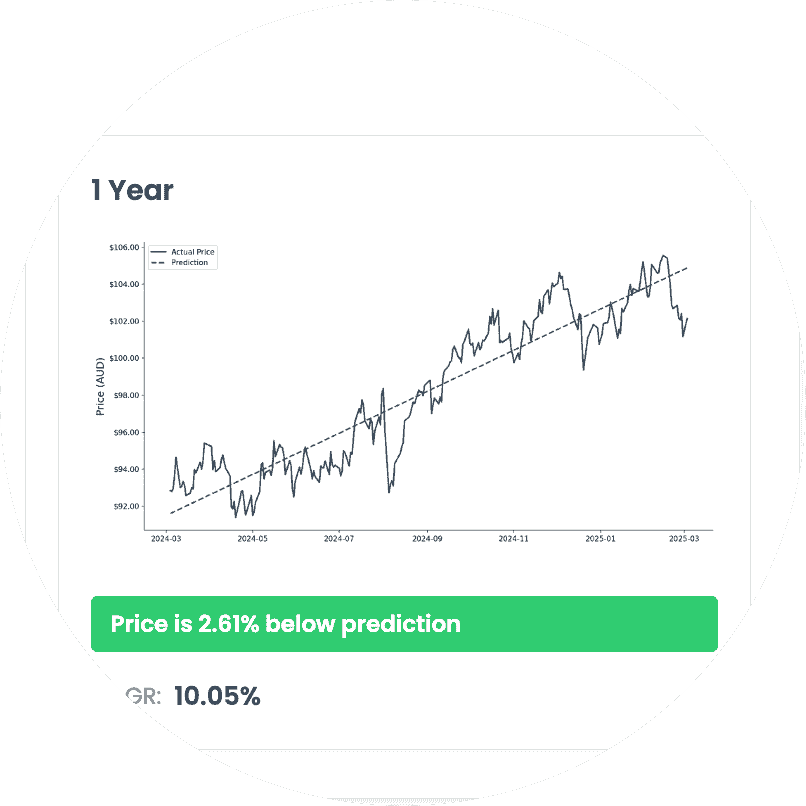 1 Year
$106.00
$104.00
$102.00
$100.00
$98.00
$96.00
$94.00
$92.00
Price (AUD)
Actual Price
Prediction
2024-03 2024-05 2024-07 2024-09 2024-11 2025-01 2025-03
Price is 2.61% below prediction
GR: 10.05%